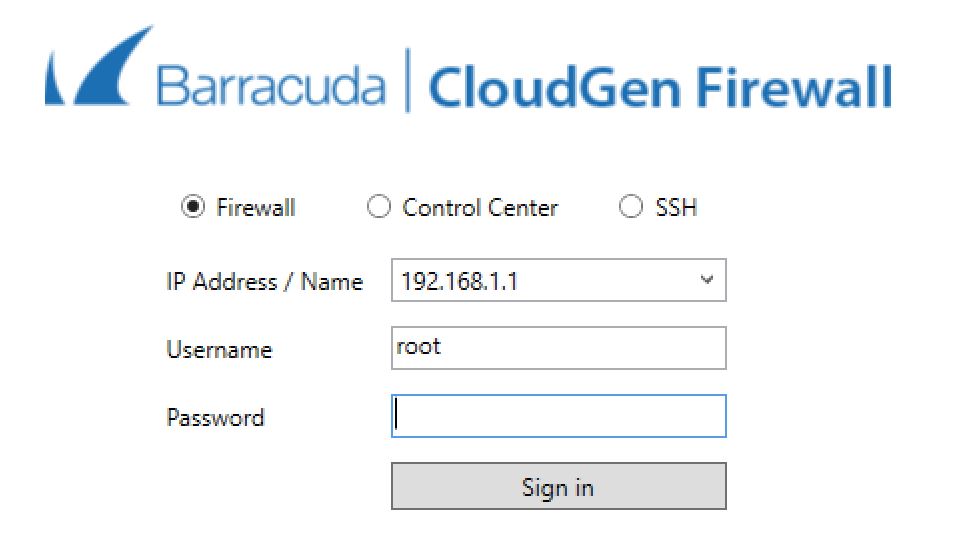 Barracuda | CloudGen Firewall
Firewall Control Center SSH
IP Address / Name 192.168.1.1
Username root
Password
Sign in